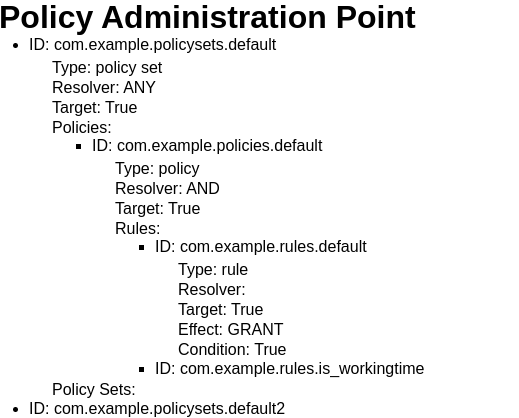 Policy Administration Point
ID: com.example.policysets.default
Type: policy set
Resolver: ANY
Target: True
Policies:
ID: com.example.policies.default
Type: policy
Resolver: AND
Target: True
Rules:
ID: com.example.rules.default
Type: rule
Resolver:
Target: True
Effect: GRANT
Condition: True
ID: com.example.rules.is_workingtime
Policy Sets:
ID: com.example.policysets.default2